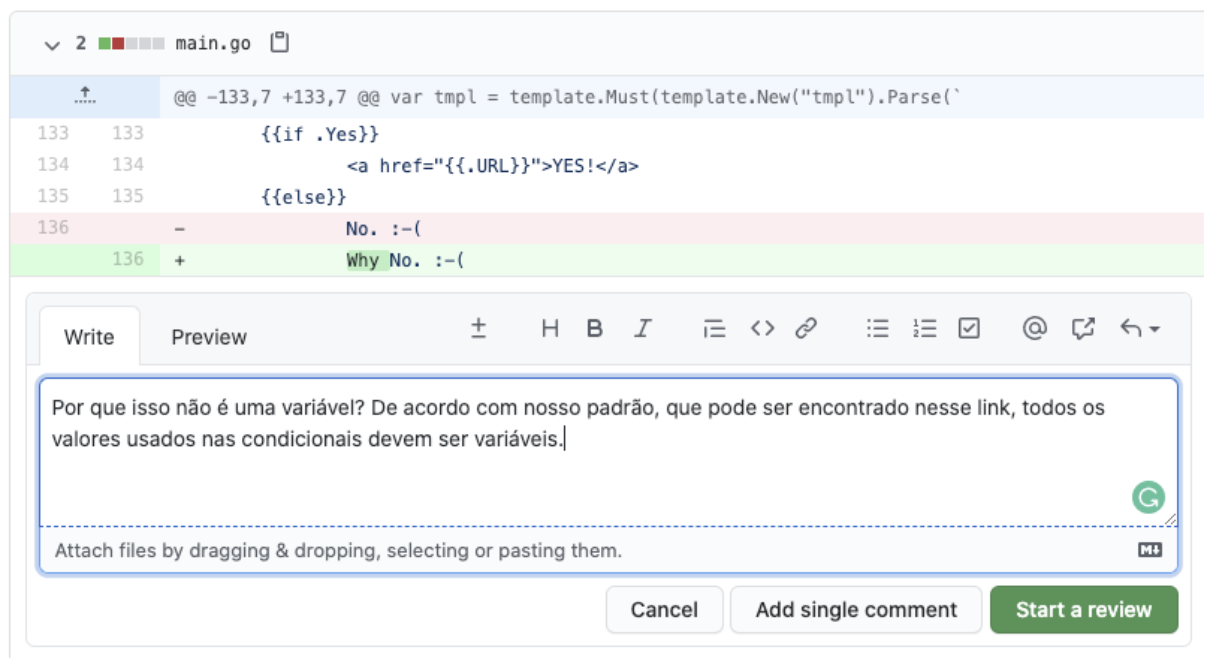 2 main.go
@@ -133,7 +133,7 @@ var tmpl = template.Must(template.New("tmpl").Parse(`
133 133 {{if .Yes}}
134 134 <a href="{{.URL}}">YES!</a>
135 135 {{else}}
136 - No. :-(
136 + Why No. :-(
Write Preview
Por que isso não é uma variável? De acordo com nosso padrão, que pode ser encontrado nesse link, todos os
valores usados nas condicionais devem ser variáveis.
Attach files by dragging & dropping, selecting or pasting them.
Cancel Add single comment Start a review